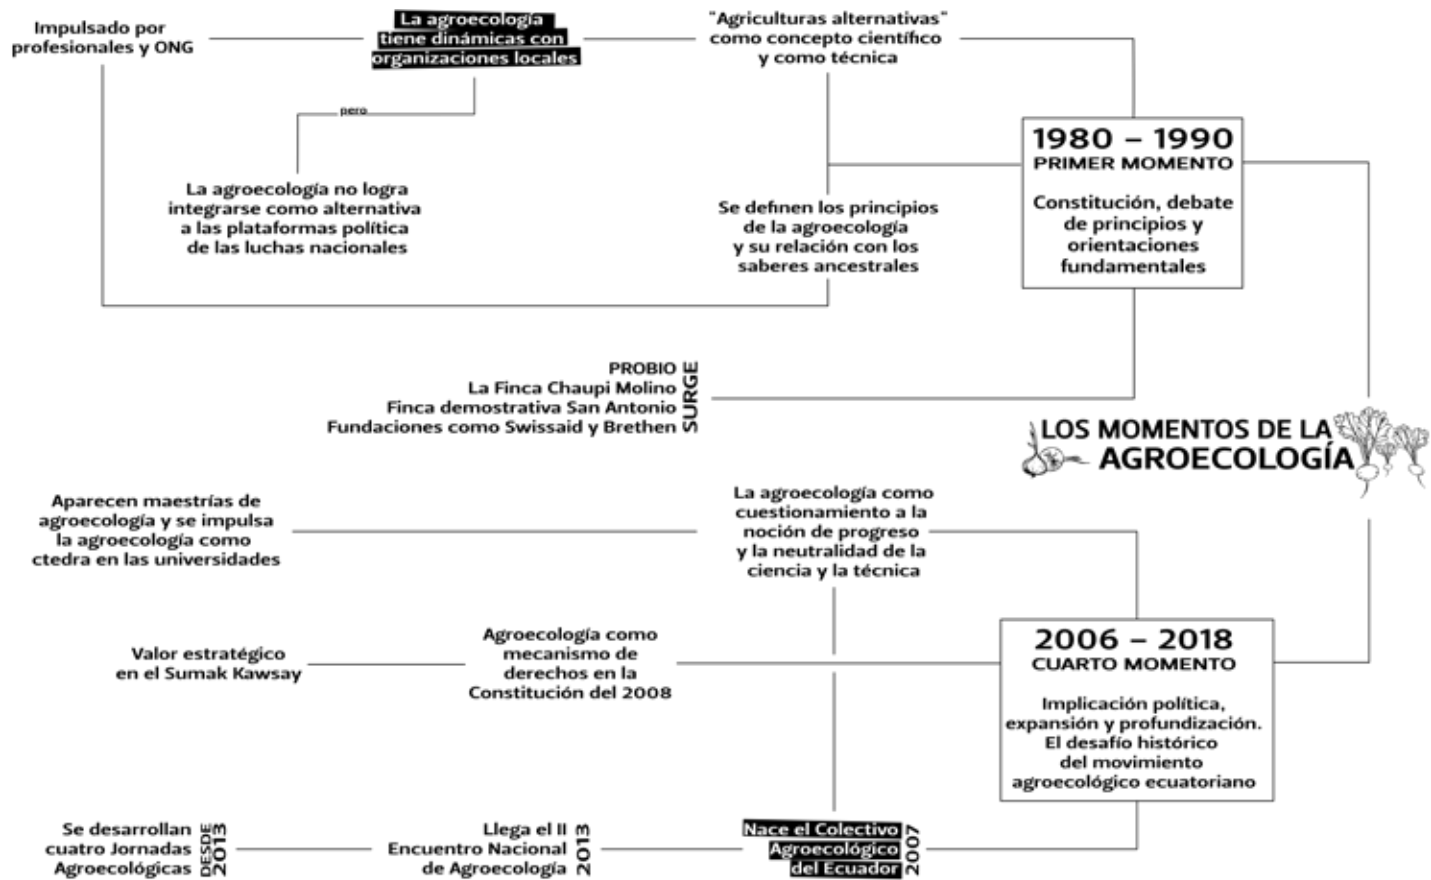 Impulsado por
profesionales y ONG
La agroecología
tiene dinámicas con
organizaciones locales
"Agriculturas alternativas"
como concepto científico
y como técnica
pero
La agroecología no logra
integrarse como alternativa
a las plataformas política
de las luchas nacionales
Se definen los principios
de la agroecología
y su relación con los
saberes ancestrales
1980 – 1990
PRIMER MOMENTO
Constitución, debate
de principios y
orientaciones
fundamentales
PROBIO
La Finca Chaupi Molino
Finca demostrativa San Antonio
Fundaciones como Swissaid y Brethen
SURGE
LOS MOMENTOS DE LA
AGROECOLOGÍA
Aparecen maestrías de
agroecología y se impulsa
la agroecología como
ctedra en las universidades
La agroecología como
cuestionamiento a la
noción de progreso
y la neutralidad de la
ciencia y la técnica
Valor estratégico
en el Sumak Kawsay
Agroecología como
mecanismo de
derechos en la
Constitución del 2008
2006 – 2018
CUARTO MOMENTO
Implicación política,
expansión y profundización.
El desafío histórico
del movimiento
agroecológico ecuatoriano
Se desarrollan
cuatro Jornadas
Agroecológicas
DESDE
2013
Llega el II
Encuentro Nacional
de Agroecología
2013
Nace el Colectivo
Agroecológico
del Ecuador
2007